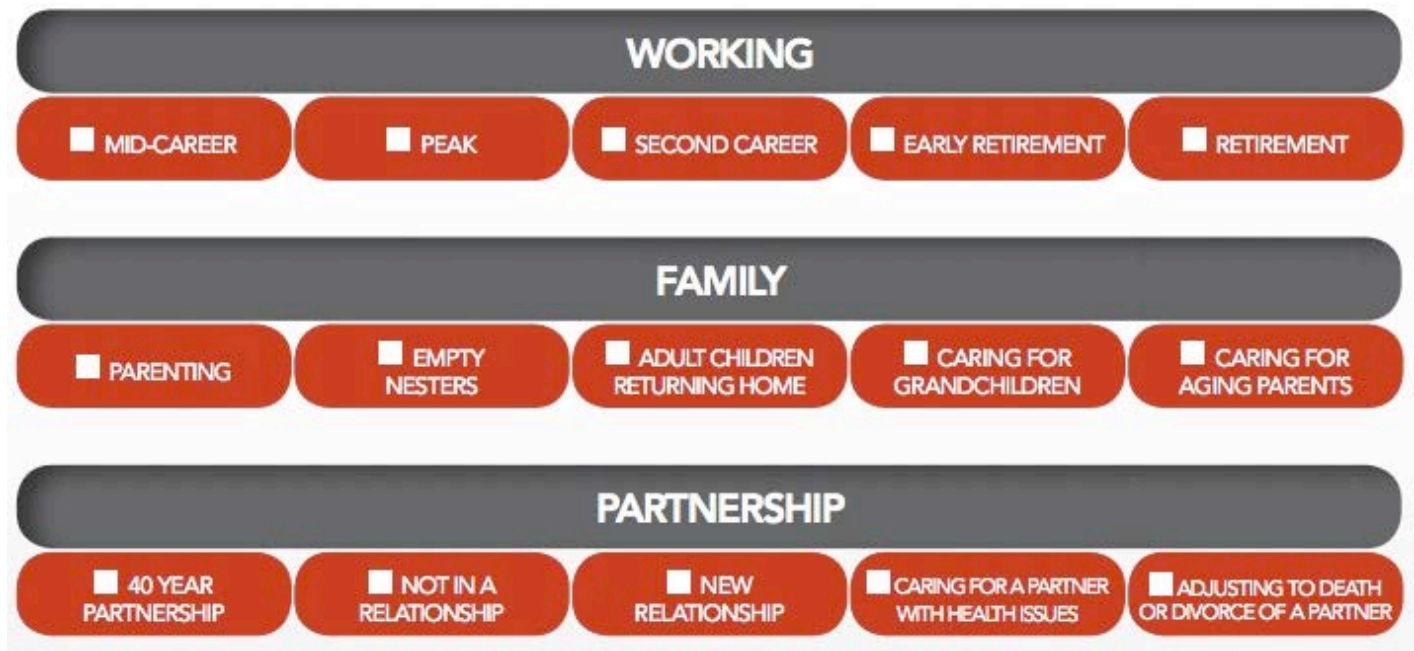 WORKING
MID-CAREER
PEAK
SECOND CAREER
EARLY RETIREMENT
RETIREMENT
FAMILY
PARENTING
EMPTY
NESTERS
ADULT CHILDREN
RETURNING HOME
CARING FOR
GRANDCHILDREN
CARING FOR
AGING PARENTS
PARTNERSHIP
40 YEAR
PARTNERSHIP
NOT IN A
RELATIONSHIP
NEW
RELATIONSHIP
CARING FOR A PARTNER
WITH HEALTH ISSUES
ADJUSTING TO DEATH
OR DIVORCE OF A PARTNER